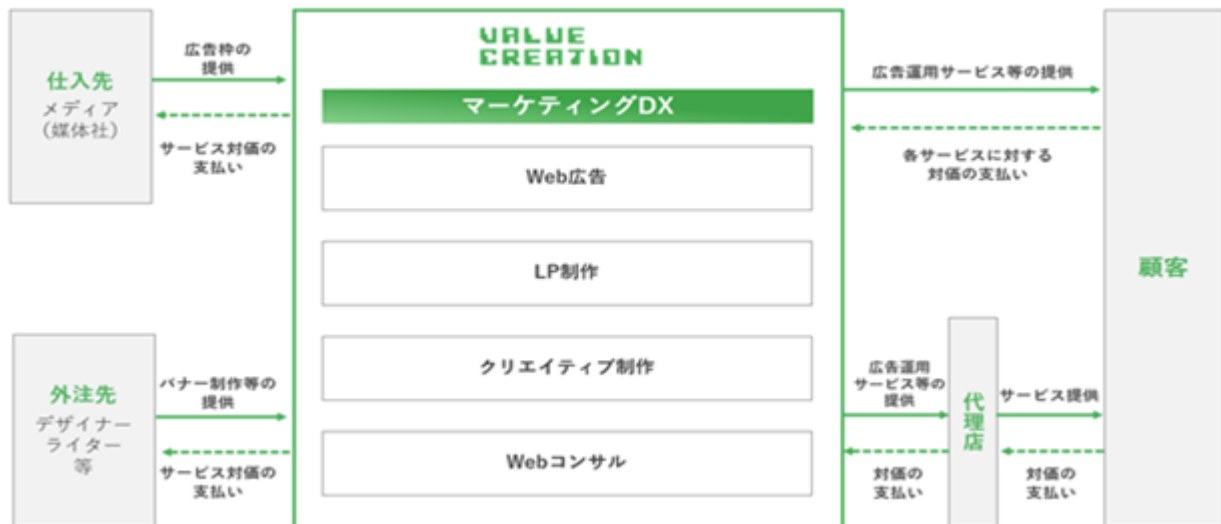 仕入先
メディア
(媒体社)
広告枠の
提供
サービス対価の
支払い
外注先
デザイナー
ライター
等
バナー制作等の
提供
サービス対価の
支払い
VALUE
CREATION
マーケティングDX
Web広告
LP制作
クリエイティブ制作
Webコンサル
広告運用サービス等の提供
各サービスに対する
対価の支払い
広告運用
サービス等の
提供
対価の
支払い
代理店
サービス提供
対価の
支払い
顧客